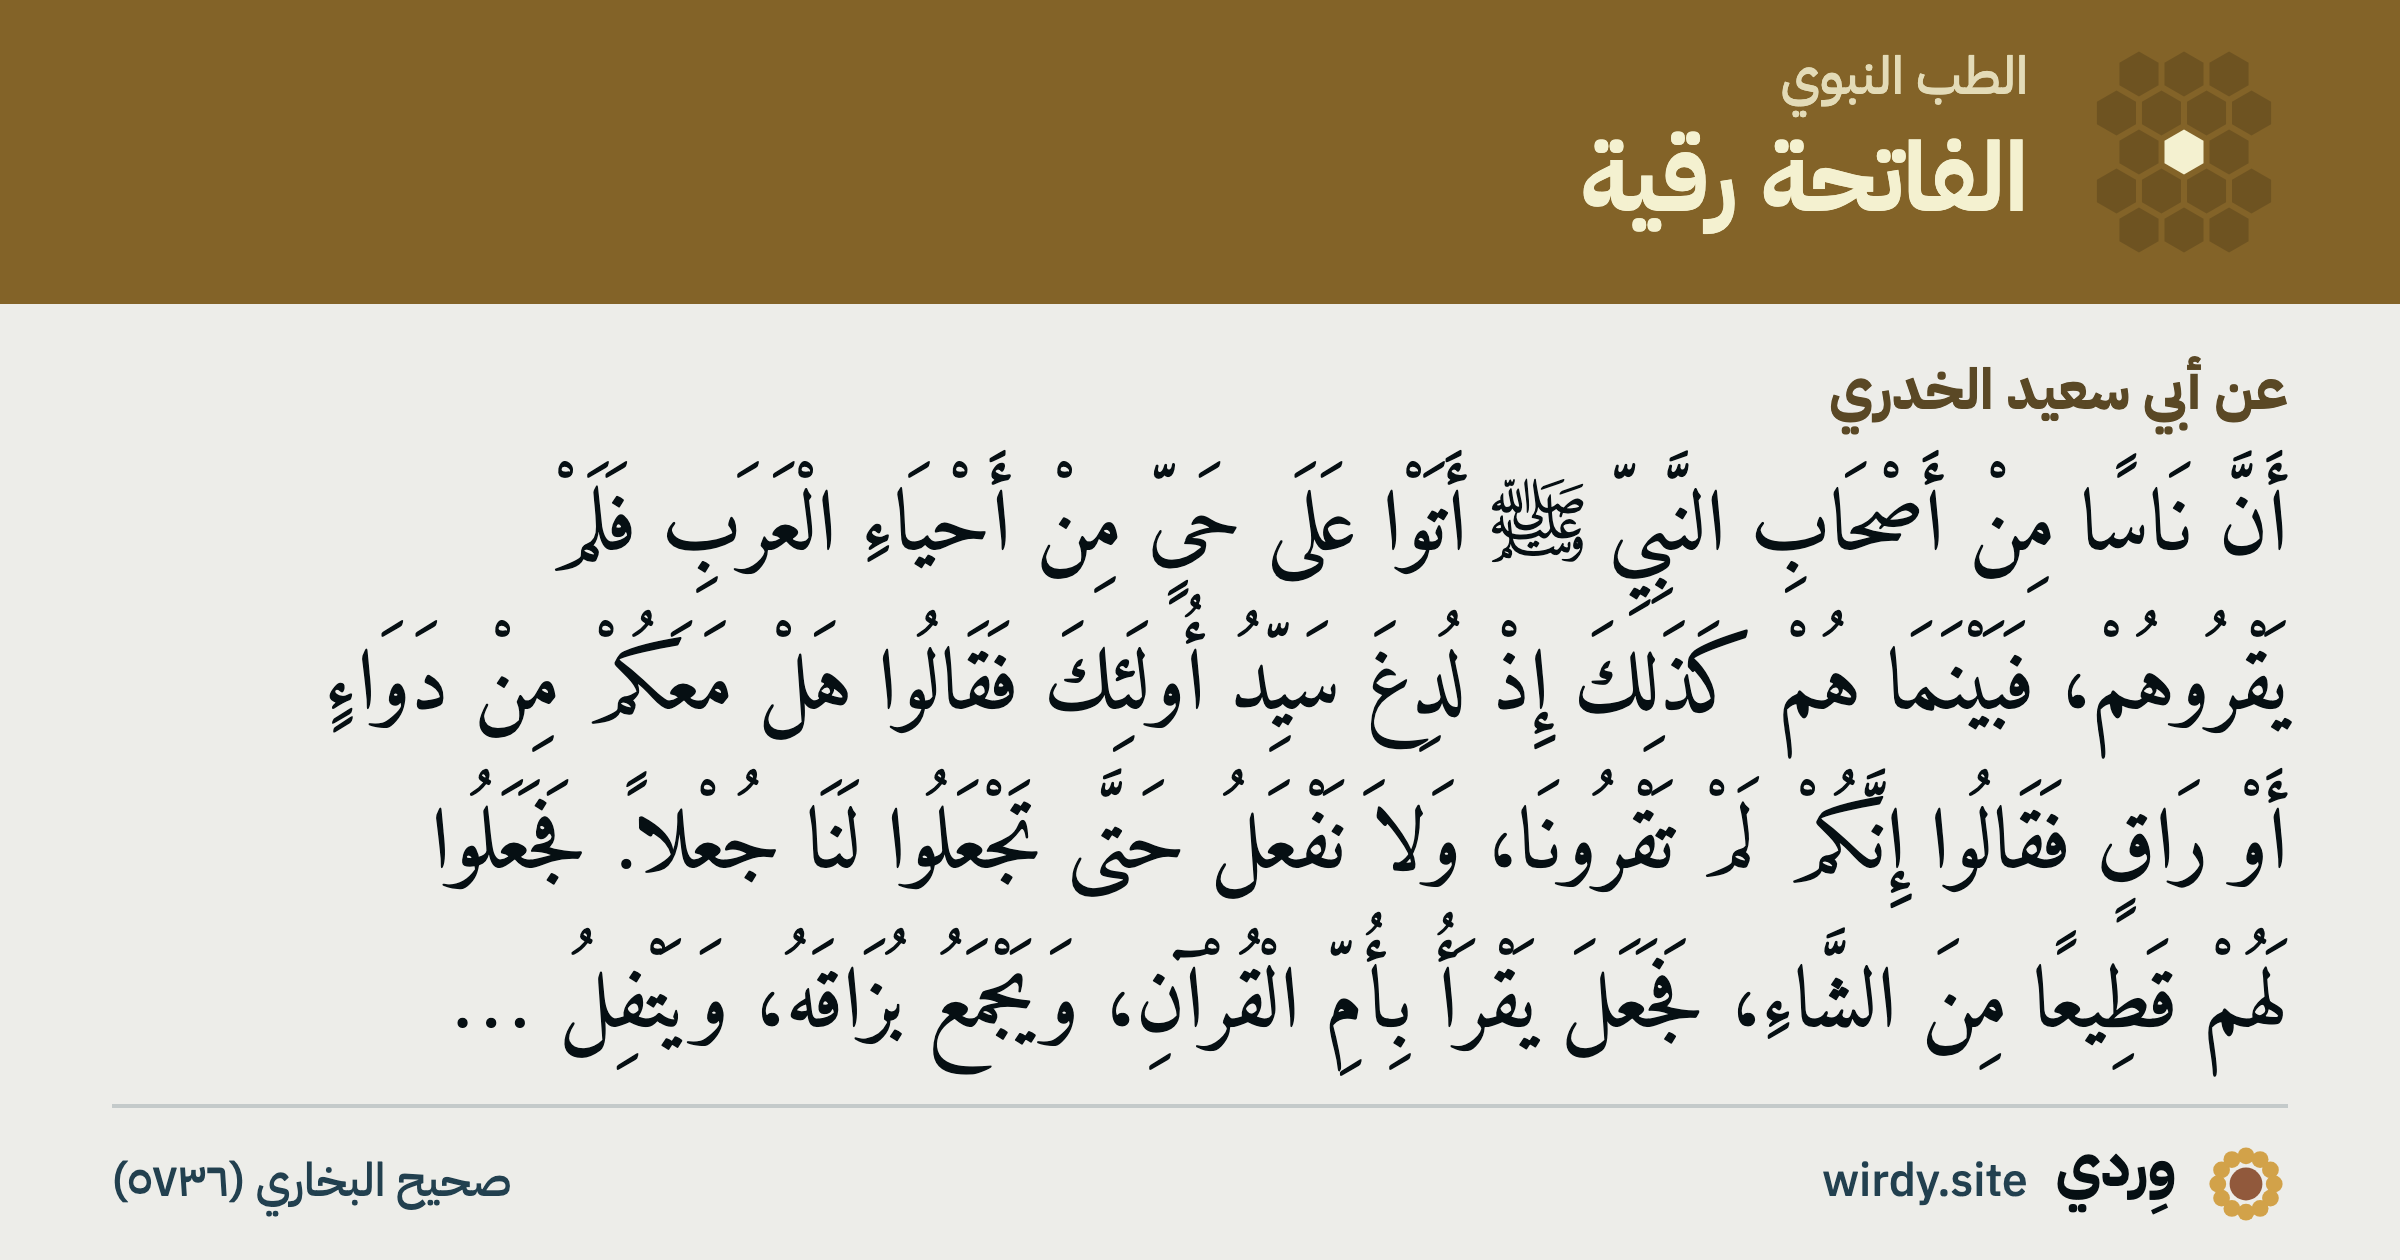 الطب النبوي
الفاتحة رقية
عن أبي سعيد الخدري
أَنَّ نَاسًا مِنْ أَصْحَابِ النَّبِيِّ ﷺ أَتَوْا عَلَى حَىٍّ مِنْ أَحْيَاءِ الْعَرَبِ فَلَمْ
يَقْرُوهُمْ، فَبَيْنَمَا هُمْ كَذَلِكَ إِذْ لُدِغَ سَيِّدُ أُولَئِكَ فَقَالُوا هَلْ مَعَكُمْ مِنْ دَوَاءٍ
أَوْ رَاقٍ فَقَالُوا إِنَّكُمْ لَمْ تَقْرُونَا، وَلاَ نَفْعَلُ حَتَّى تَجْعَلُوا لَنَا جُعْلاً. فَجَعَلُوا
لَهُمْ قَطِيعًا مِنَ الشَّاءِ، فَجَعَلَ يَقْرَأُ بِأُمِّ الْقُرْآنِ، وَيَجْمَعُ بُزَاقَهُ، وَيَتْفِلُ ...
وِردي wirdy.site
صحيح البخاري (٥٧٣٦)